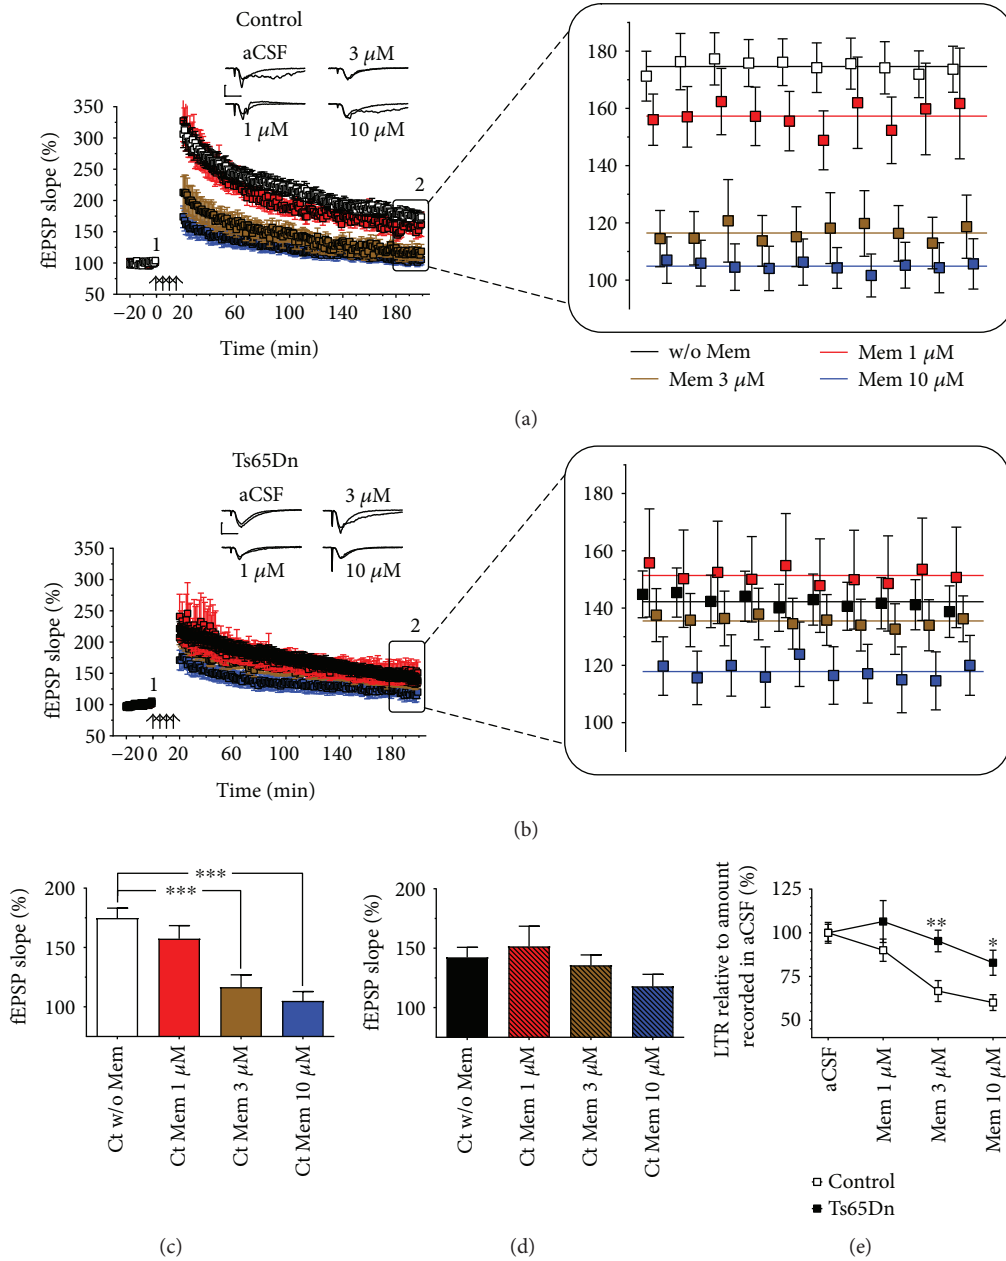 Control
aCSF
3 μM
1 μM
10 μM
fEPSP slope (%)
350
300
250
200
150
100
50
1
2
−20 0 20 60 100 140 180
Time (min)
180
160
140
120
100
w/o Mem
Mem 1 μM
Mem 3 μM
Mem 10 μM
(a)
Ts65Dn
aCSF
3 μM
1 μM
10 μM
fEPSP slope (%)
350
300
250
200
150
100
50
1
2
−20 0 20 60 100 140 180
Time (min)
180
160
140
120
100
(b)
fEPSP slope (%)
200
150
100
***
***
Ct w/o Mem
Ct Mem 1 μM
Ct Mem 3 μM
Ct Mem 10 μM
(c)
fEPSP slope (%)
200
150
100
Ct w/o Mem
Ct Mem 1 μM
Ct Mem 3 μM
Ct Mem 10 μM
(d)
LTR relative to amount
recorded in aCSF (%)
125
100
75
50
**
*
aCSF
Mem 1 μM
Mem 3 μM
Mem 10 μM
Control
Ts65Dn
(e)